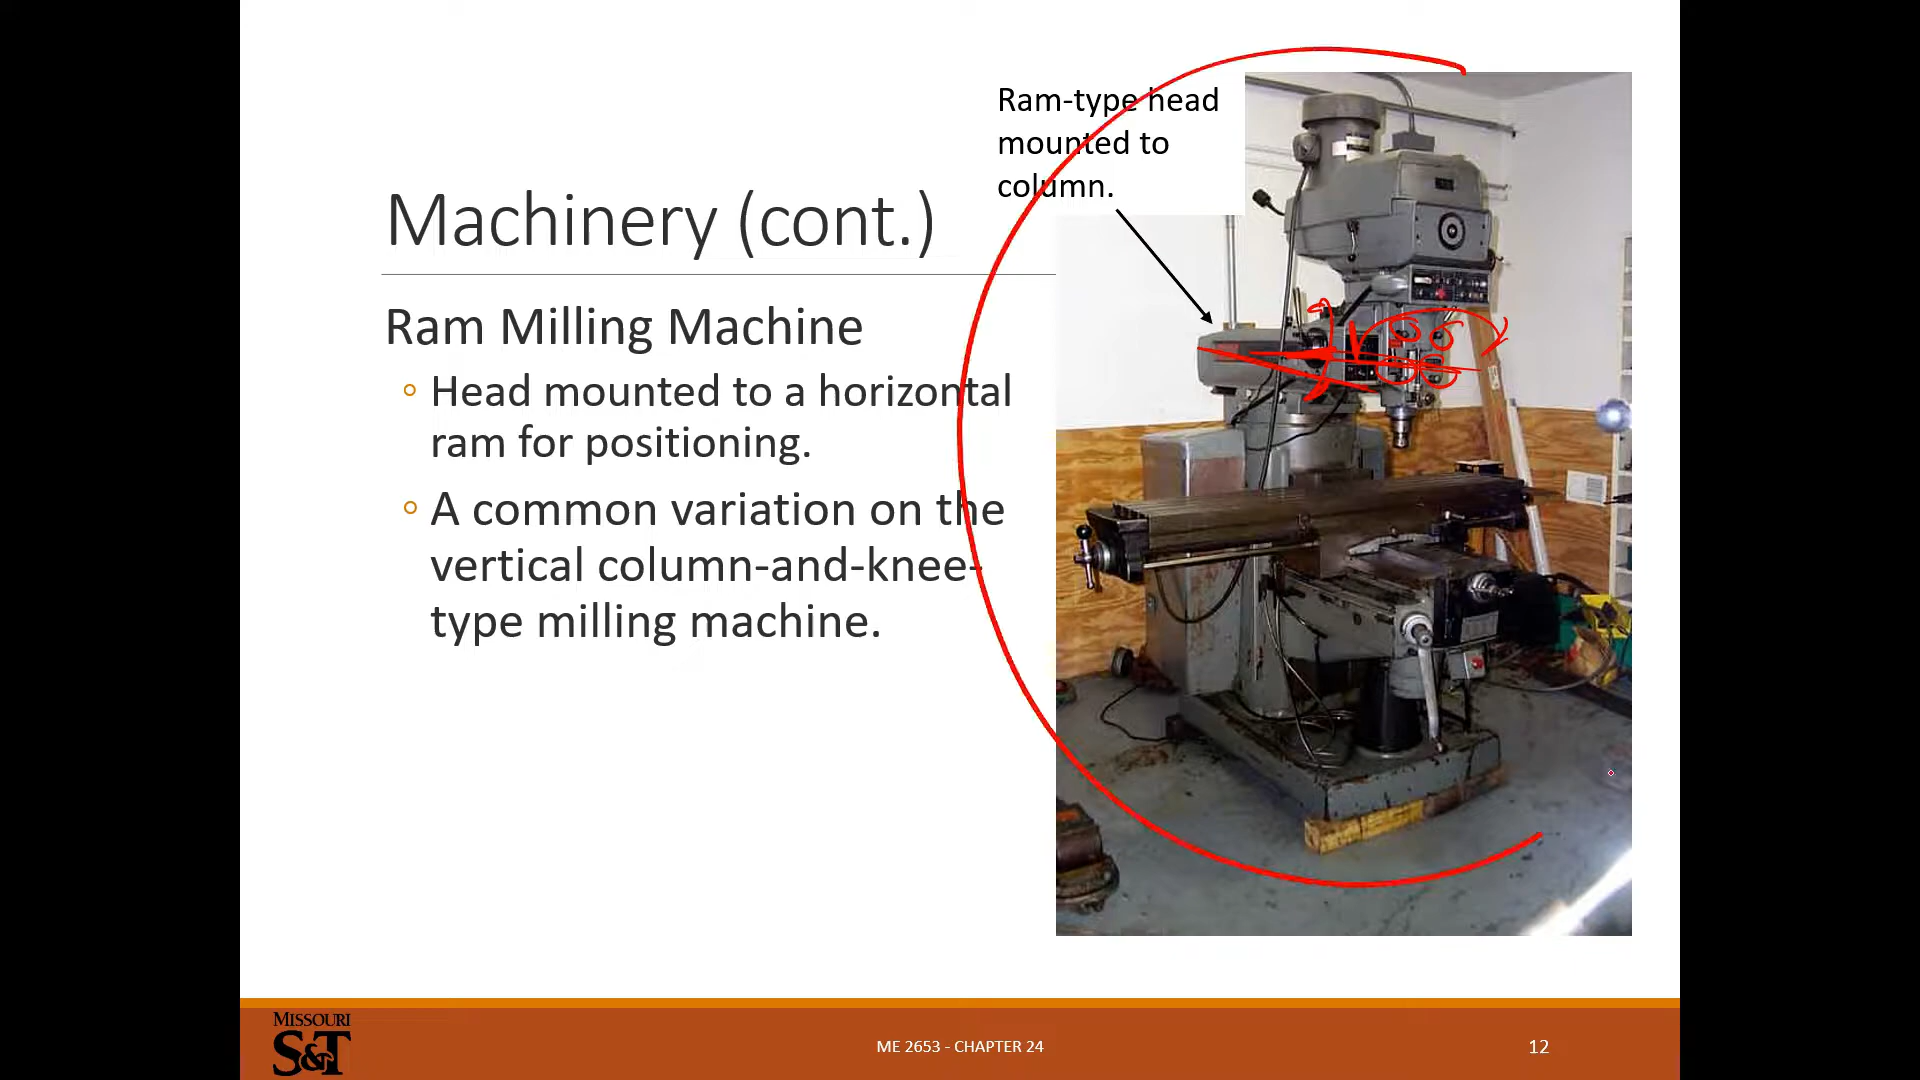 Ram-type head
mounted to
column.
Machinery (cont.)
Ram Milling Machine
Head mounted to a horizontal
ram for positioning.
A common variation on the
vertical column-and-knee-
type milling machine.
MISSOURI
S&T
ME 2653 - CHAPTER 24
12